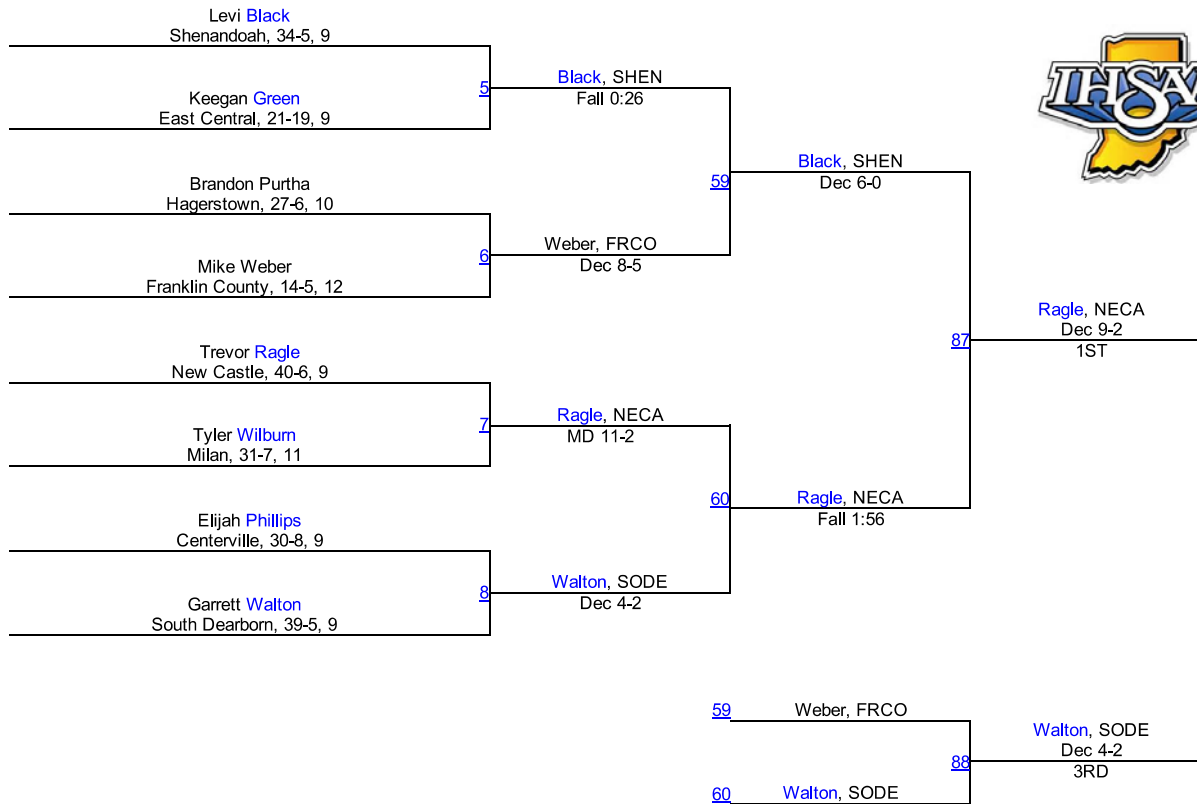 Levi Black
Shenandoah, 34-5, 9
5
Black, SHEN
Fall 0:26
Keegan Green
East Central, 21-19, 9
59
Black, SHEN
Dec 6-0
Brandon Purtha
Hagerstown, 27-6, 10
6
Weber, FRCO
Dec 8-5
Mike Weber
Franklin County, 14-5, 12
87
Ragle, NECA
Dec 9-2
1ST
Trevor Ragle
New Castle, 40-6, 9
7
Ragle, NECA
MD 11-2
Tyler Wilburn
Milan, 31-7, 11
60
Ragle, NECA
Fall 1:56
Elijah Phillips
Centerville, 30-8, 9
8
Walton, SODE
Dec 4-2
Garrett Walton
South Dearborn, 39-5, 9
IHSAA
59
Weber, FRCO
88
Walton, SODE
Dec 4-2
3RD
60
Walton, SODE